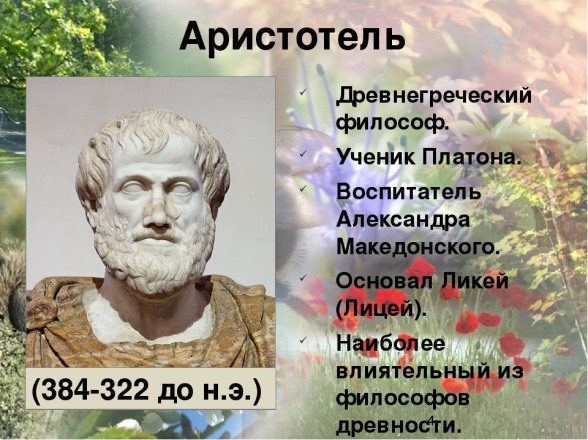 Аристотель
Древнегреческий
философ.
Ученик Платона.
Воспитатель
Александра
Македонского.
Основал Ликей
(Лицей).
Наиболее
влиятельный из
философов
древности.
(384-322 до н.э.)
4